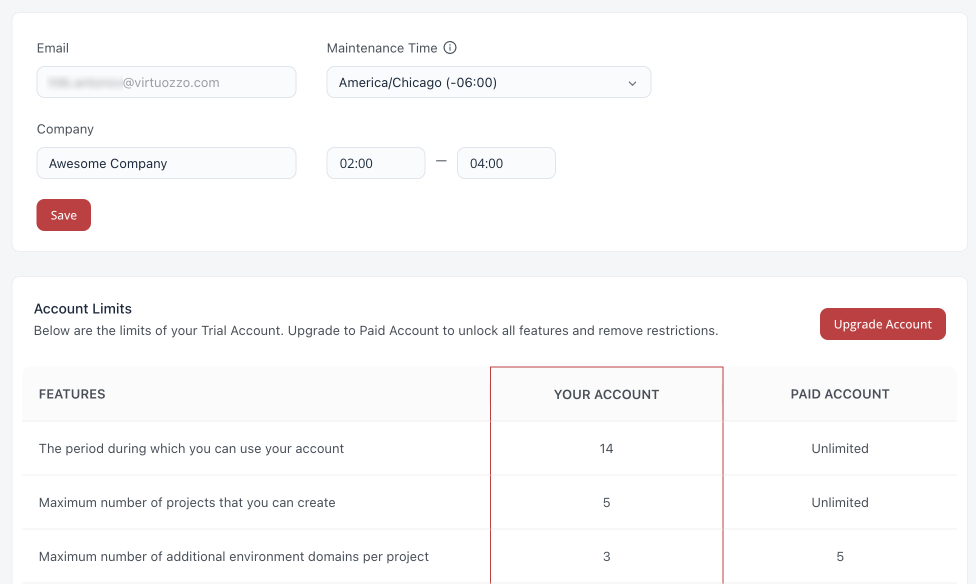 Email
Maintenance Time
@virtuozzo.com
America/Chicago (-06:00)
Company
Awesome Company
02:00 — 04:00
Save
Account Limits
Below are the limits of your Trial Account. Upgrade to Paid Account to unlock all features and remove restrictions.
Upgrade Account
FEATURES YOUR ACCOUNT PAID ACCOUNT
The period during which you can use your account 14 Unlimited
Maximum number of projects that you can create 5 Unlimited
Maximum number of additional environment domains per project 3 5